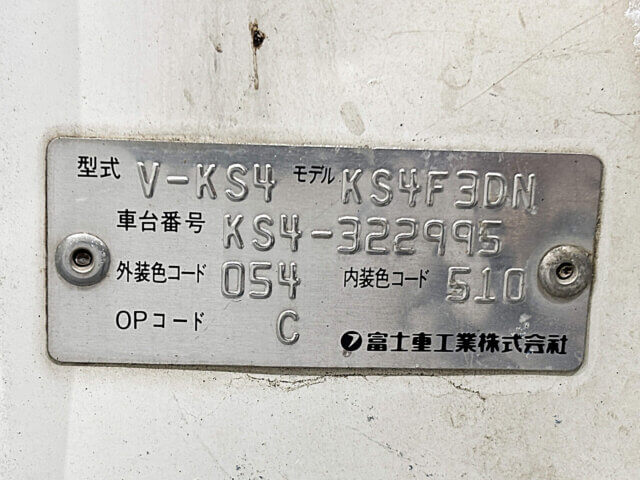 型式 V-KS4 モデル KS4F3DN
車台番号 KS4-322995
外装色コード 054 内装色コード 510
OPコード C 富士重工業株式会社